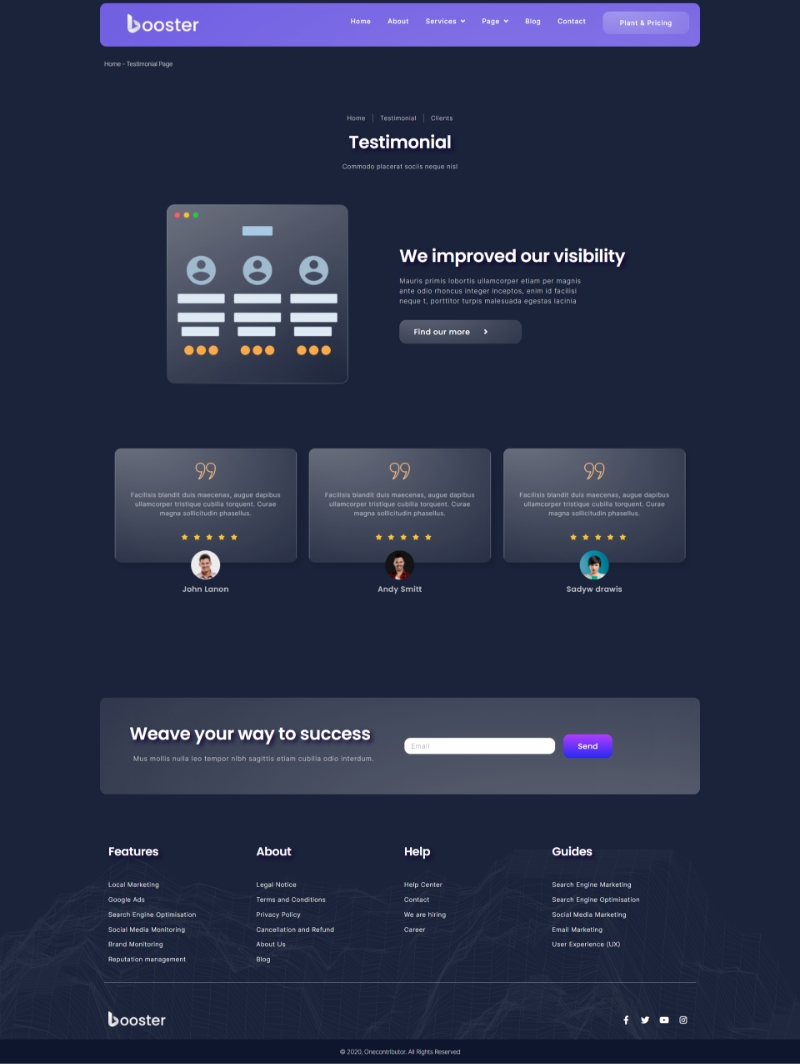 booster
Home
About
Services
Page
Blog
Contact
Plant & Pricing
Home - Testimonial Page
Home
Testimonial
Clients
Testimonial
Commodo placerat sociis neque nisl
We improved our visibility
Mauris primis lobortis ullamcorper etiam per magnis
ante odio rhoncus integer inceptos, enim id facilisi
neque t, porttitor turpis malesuada egestas lacinia
Find our more
Facilisis blandit duis maecenas, augue dapibus
ullamcorper tristique cubilia torquent. Curae
magna sollicitudin phasellus.
John Lanon
Facilisis blandit duis maecenas, augue dapibus
ullamcorper tristique cubilia torquent. Curae
magna sollicitudin phasellus.
Andy Smitt
Facilisis blandit duis maecenas, augue dapibus
ullamcorper tristique cubilia torquent. Curae
magna sollicitudin phasellus.
Sadyw drawis
Weave your way to success
Mus mollis nulla leo tempor nibh sagittis etiam cubilia odio interdum.
Email
Send
Features
Local Marketing
Google Ads
Search Engine Optimisation
Social Media Monitoring
Brand Monitoring
Reputation management
About
Legal Notice
Terms and Conditions
Privacy Policy
Cancellation and Refund
About Us
Blog
Help
Help Center
Contact
We are hiring
Career
Guides
Search Engine Marketing
Search Engine Optimisation
Social Media Marketing
Email Marketing
User Experience (UX)
booster
© 2020, Onecontributor. All Rights Reserved